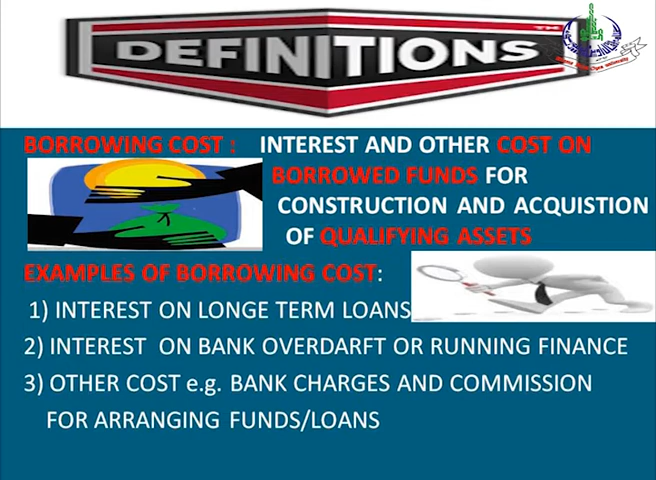 DEFINITIONS™
BORROWING COST : INTEREST AND OTHER COST ON
BORROWED FUNDS FOR
CONSTRUCTION AND ACQUISTION
OF QUALIFYING ASSETS
EXAMPLES OF BORROWING COST:
1) INTEREST ON LONGE TERM LOANS
2) INTEREST ON BANK OVERDARFT OR RUNNING FINANCE
3) OTHER COST e.g. BANK CHARGES AND COMMISSION
FOR ARRANGING FUNDS/LOANS